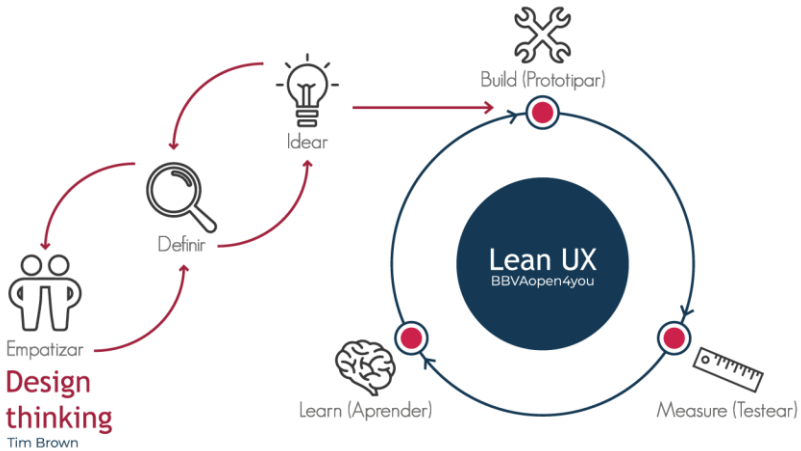 Build (Prototipar)
Idear
Definir
Lean UX
BBVAopen4you
Empatizar
Design
thinking
Tim Brown
Learn (Aprender)
Measure (Testear)